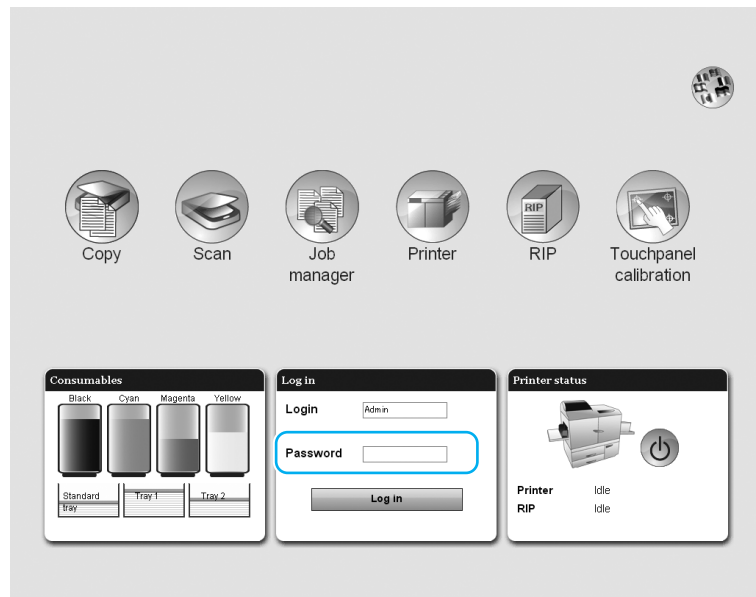 RIP
Copy
Scan
Job
manager
Printer
RIP
Touchpanel
calibration
Consumables
Black Cyan Magenta Yellow
Standard
tray
Tray 1
Tray 2
Log in
Login Admin
Password
Log in
Printer status
Printer Idle
RIP Idle